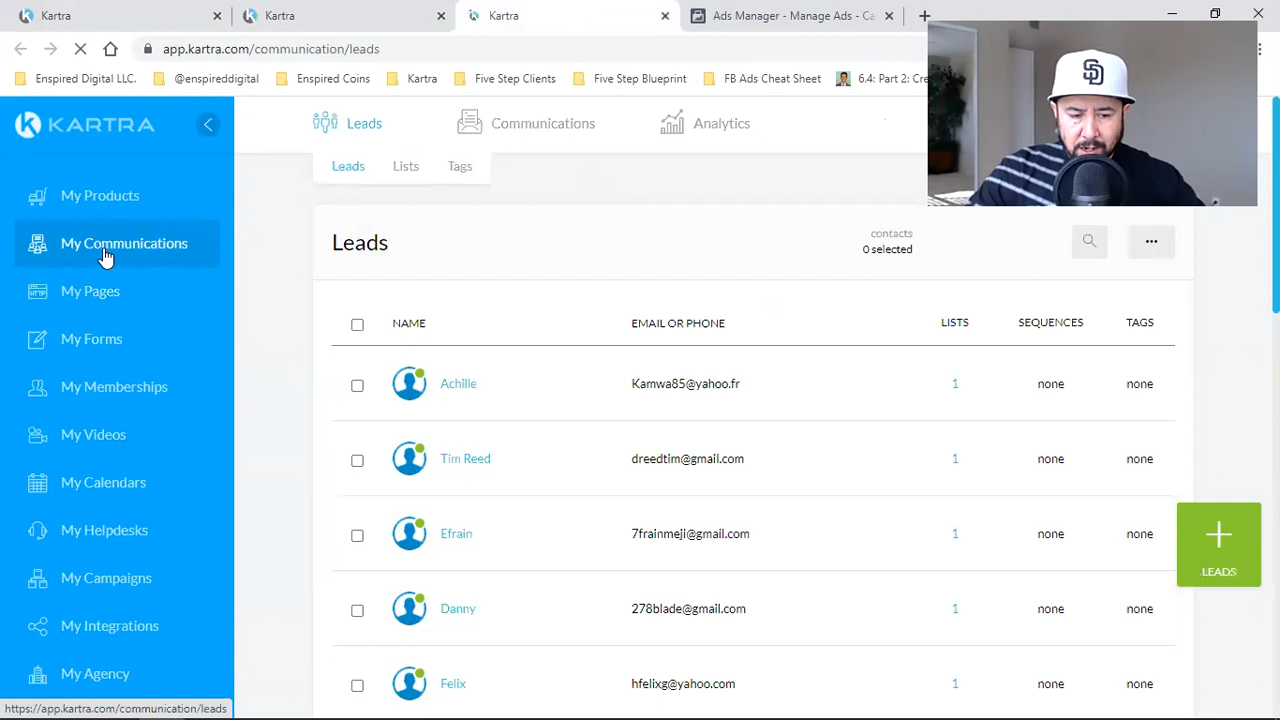 Kartra
Kartra
Kartra
Ads Manager - Manage Ads - Ca
app.kartra.com/communication/leads
Enspired Digital LLC.
@enspireddigital
Enspired Coins
Kartra
Five Step Clients
Five Step Blueprint
FB Ads Cheat Sheet
6.4: Part 2: Cre
KARTRA
Leads
Communications
Analytics
Leads
Lists
Tags
My Products
My Communications
My Pages
My Forms
My Memberships
My Videos
My Calendars
My Helpdesks
My Campaigns
My Integrations
My Agency
Leads
contacts
0 selected
NAME
EMAIL OR PHONE
LISTS
SEQUENCES
TAGS
Achille Kamwa85@yahoo.fr 1 none none
Tim Reed dreedtim@gmail.com 1 none none
Efrain 7frainmeji@gmail.com 1 none none
Danny 278blade@gmail.com 1 none none
Felix hfelixg@yahoo.com 1 none none
LEADS
https://app.kartra.com/communication/leads